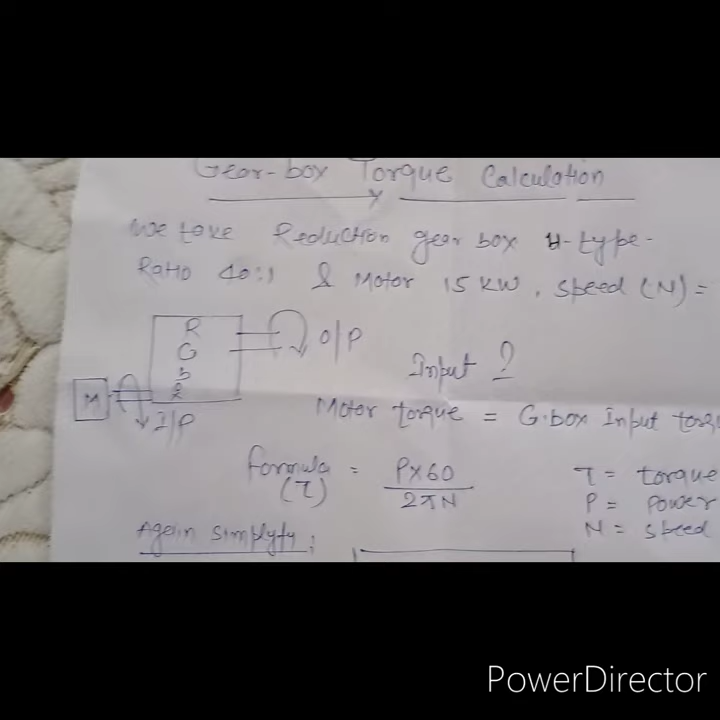 Gear-box Torque Calculation
We take Reduction gear box H-type-
Ratio 40:1 & Motor 15 KW, Speed (N) =
R
G
b
x
O/P
M
I/P
Input ?
Motor torque = G.box Input torqu
formula = P×60
(τ) 2πN
T = torque
P = Power
N = speed
Again simplyfy ;
PowerDirector